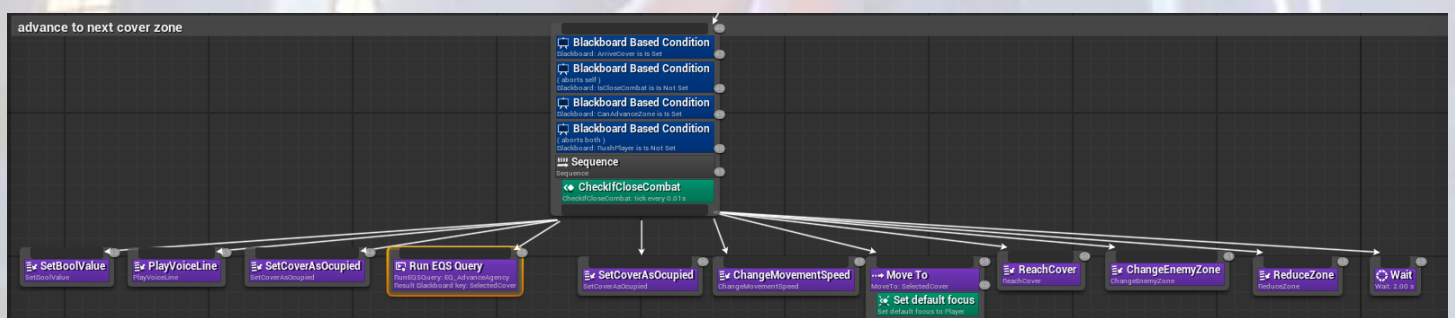 advance to next cover zone
Blackboard Based Condition
Blackboard: ArriveCover is Is Set
Blackboard Based Condition
( aborts self )
Blackboard: IsCloseCombat is Is Not Set
Blackboard Based Condition
Blackboard: CanAdvanceZone is Is Set
Blackboard Based Condition
( aborts both )
Blackboard: RushPlayer is Is Not Set
Sequence
Sequence
CheckIfCloseCombat
CheckIfCloseCombat: tick every 0.01s
SetBoolValue
SetBoolValue
PlayVoiceLine
PlayVoiceLine
SetCoverAsOcupied
SetCoverAsOcupied
Run EQS Query
RunEQSQuery: EQ_AdvanceAgency
Result Blackboard key: SelectedCover
SetCoverAsOcupied
SetCoverAsOcupied
ChangeMovementSpeed
ChangeMovementSpeed
Move To
MoveTo: SelectedCover
Set default focus
Set default focus to Player
ReachCover
ReachCover
ChangeEnemyZone
ChangeEnemyZone
ReduceZone
ReduceZone
Wait
Wait: 2.00 s